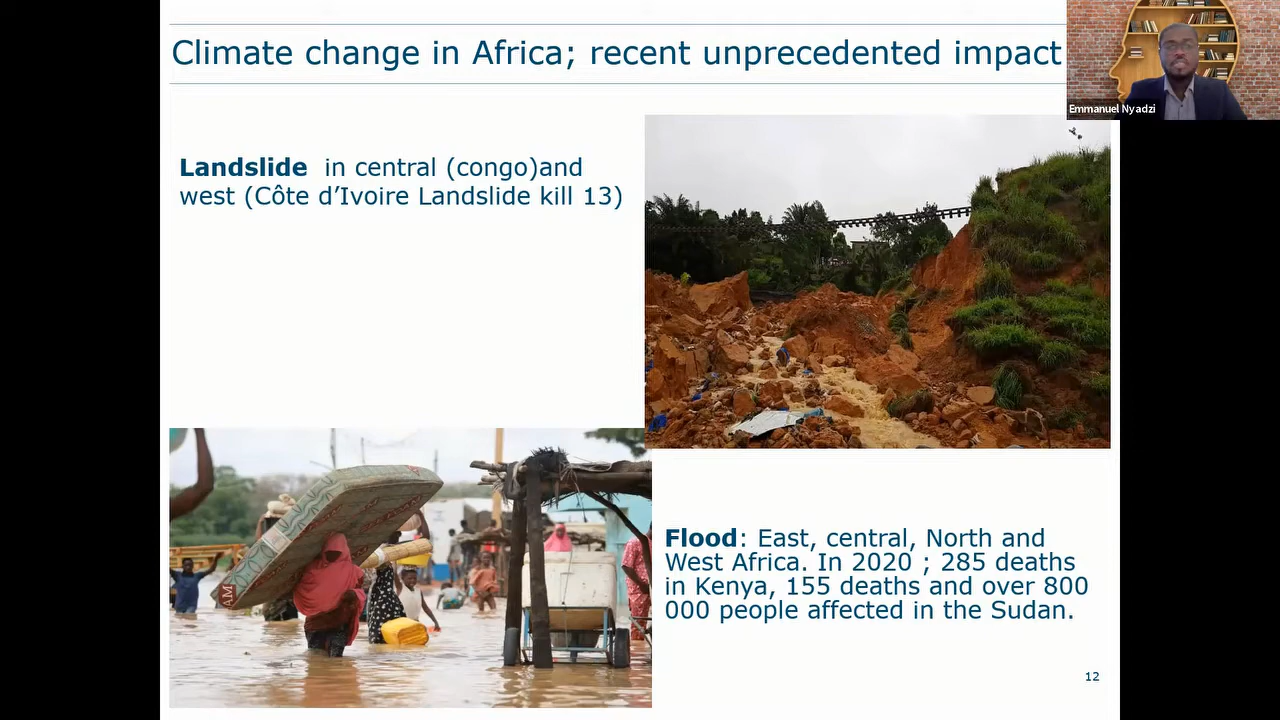 Climate change in Africa; recent unprecedented impact
Emmanuel Nyadzi
Landslide in central (congo)and
west (Côte d’Ivoire Landslide kill 13)
AM
Flood: East, central, North and
West Africa. In 2020 ; 285 deaths
in Kenya, 155 deaths and over 800
000 people affected in the Sudan.
12